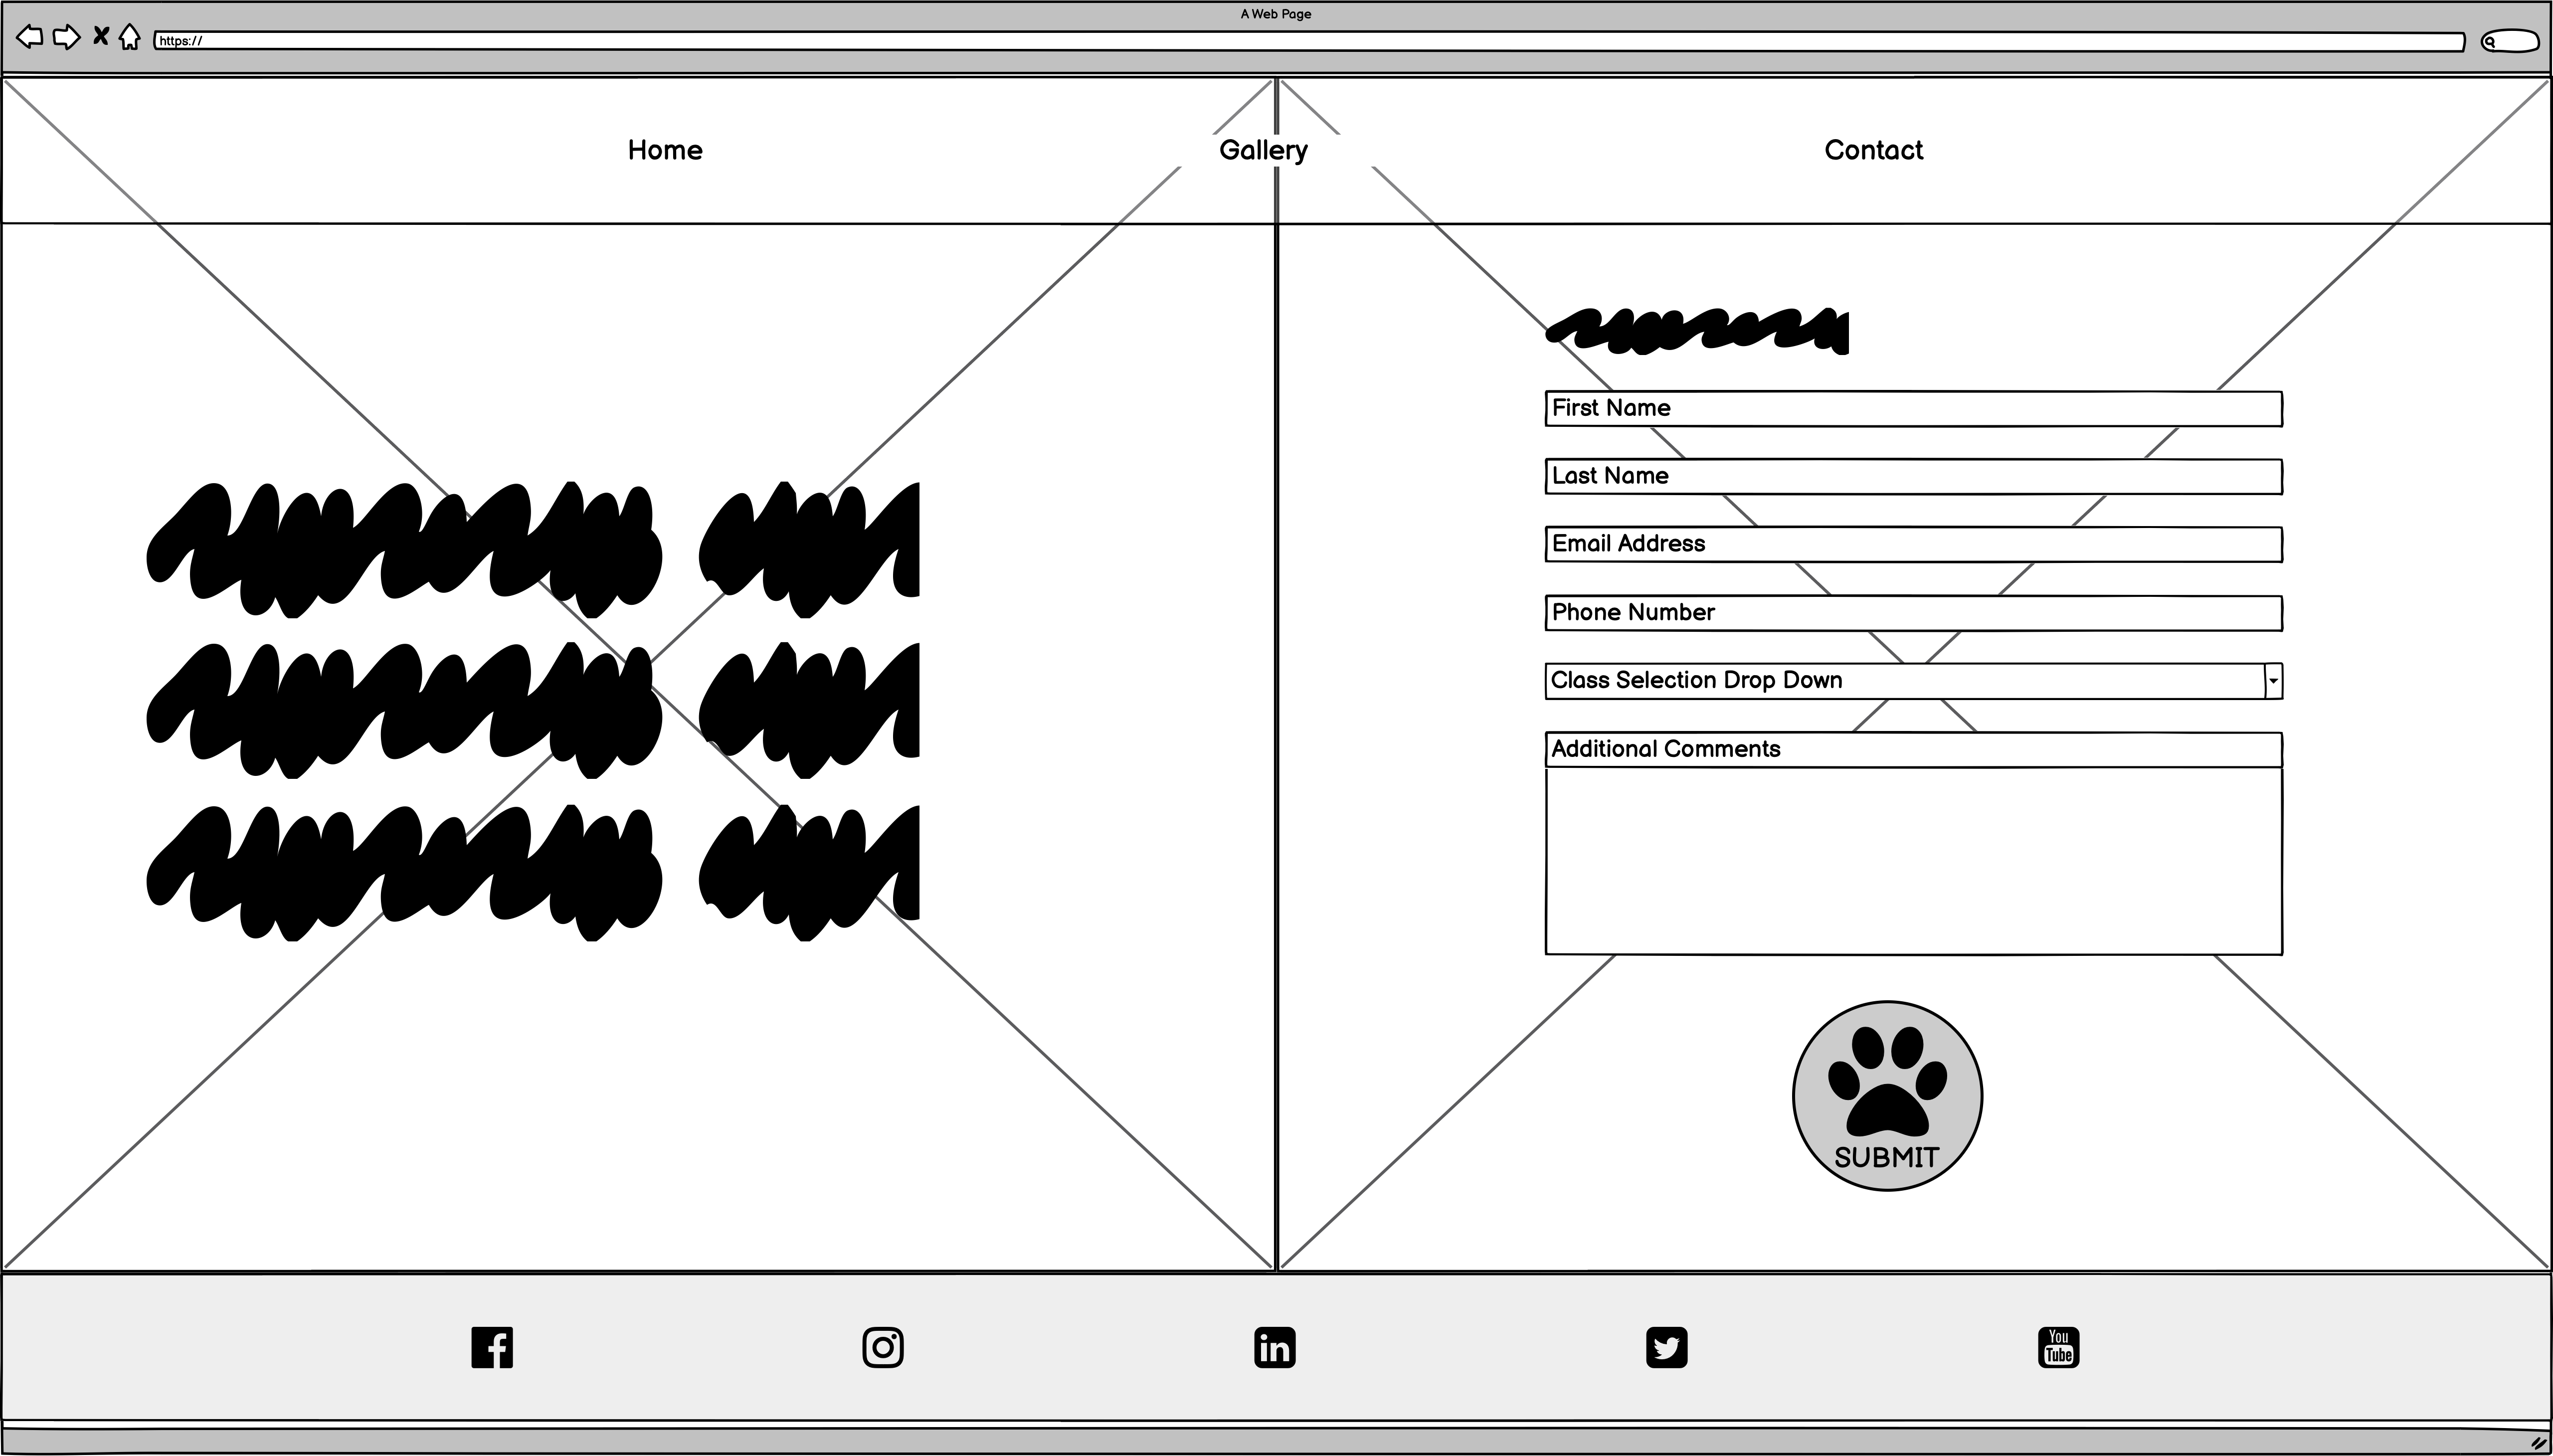 A Web Page
https://
Home Gallery Contact
First Name
Last Name
Email Address
Phone Number
Class Selection Drop Down
Additional Comments
SUBMIT
in
You
Tube